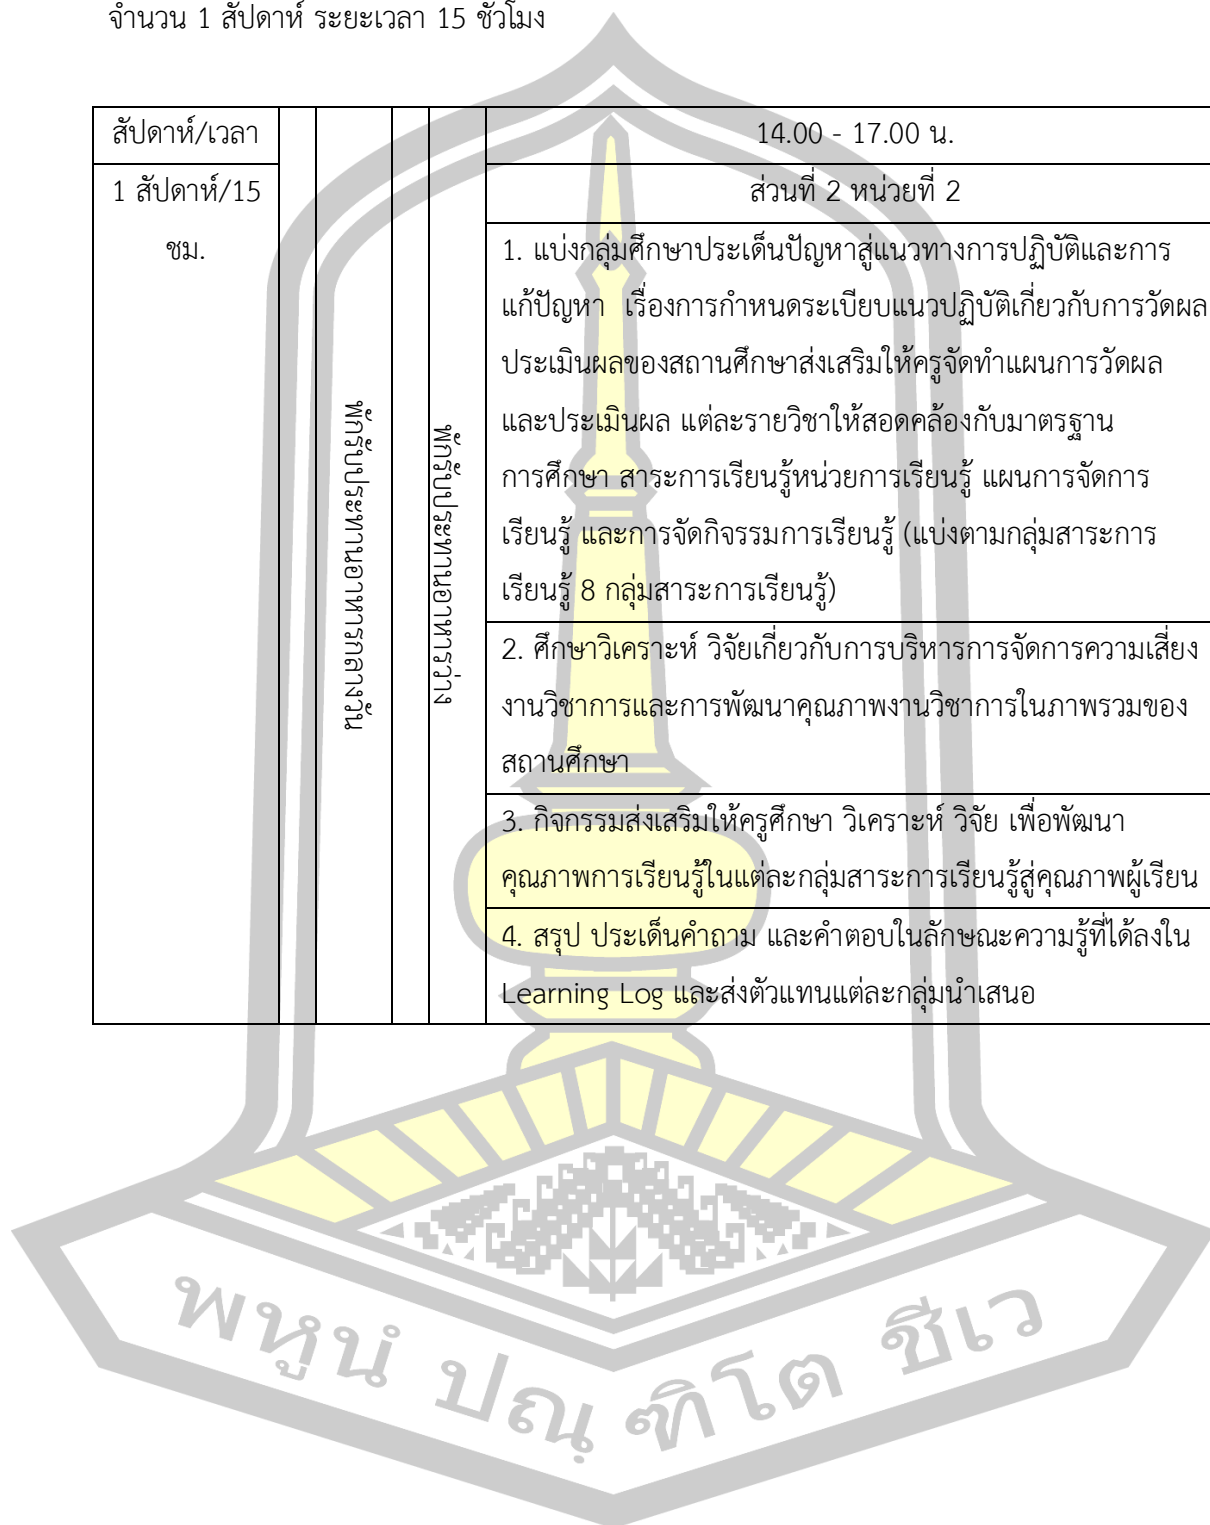 จำนวน 1 สัปดาห์ ระยะเวลา 15 ชั่วโมง
สัปดาห์/เวลา
14.00 - 17.00 น.
1 สัปดาห์/15
ชม.
พักรับประทานอาหารกลางวัน
พักรับประทานอาหารว่าง
ส่วนที่ 2 หน่วยที่ 2
1. แบ่งกลุ่มศึกษาประเด็นปัญหาสู่แนวทางการปฏิบัติและการ
แก้ปัญหา เรื่องการกำหนดระเบียบแนวปฏิบัติเกี่ยวกับการวัดผล
ประเมินผลของสถานศึกษาส่งเสริมให้ครูจัดทำแผนการวัดผล
และประเมินผล แต่ละรายวิชาให้สอดคล้องกับมาตรฐาน
การศึกษา สาระการเรียนรู้หน่วยการเรียนรู้ แผนการจัดการ
เรียนรู้ และการจัดกิจรรมการเรียนรู้ (แบ่งตามกลุ่มสาระการ
เรียนรู้ 8 กลุ่มสาระการเรียนรู้)
2. ศึกษาวิเคราะห์ วิจัยเกี่ยวกับการบริหารการจัดการความเสี่ยง
งานวิชาการและการพัฒนาคุณภาพงานวิชาการในภาพรวมของ
สถานศึกษา
3. กิจกรรมส่งเสริมให้ครูศึกษา วิเคราะห์ วิจัย เพื่อพัฒนา
คุณภาพการเรียนรู้ในแต่ละกลุ่มสาระการเรียนรู้สู่คุณภาพผู้เรียน
4. สรุป ประเด็นคำถาม และคำตอบในลักษณะความรู้ที่ได้ลงใน
Learning Log และส่งตัวแทนแต่ละกลุ่มนำเสนอ
พหูนํ ปณฺฑิโต ชีเว